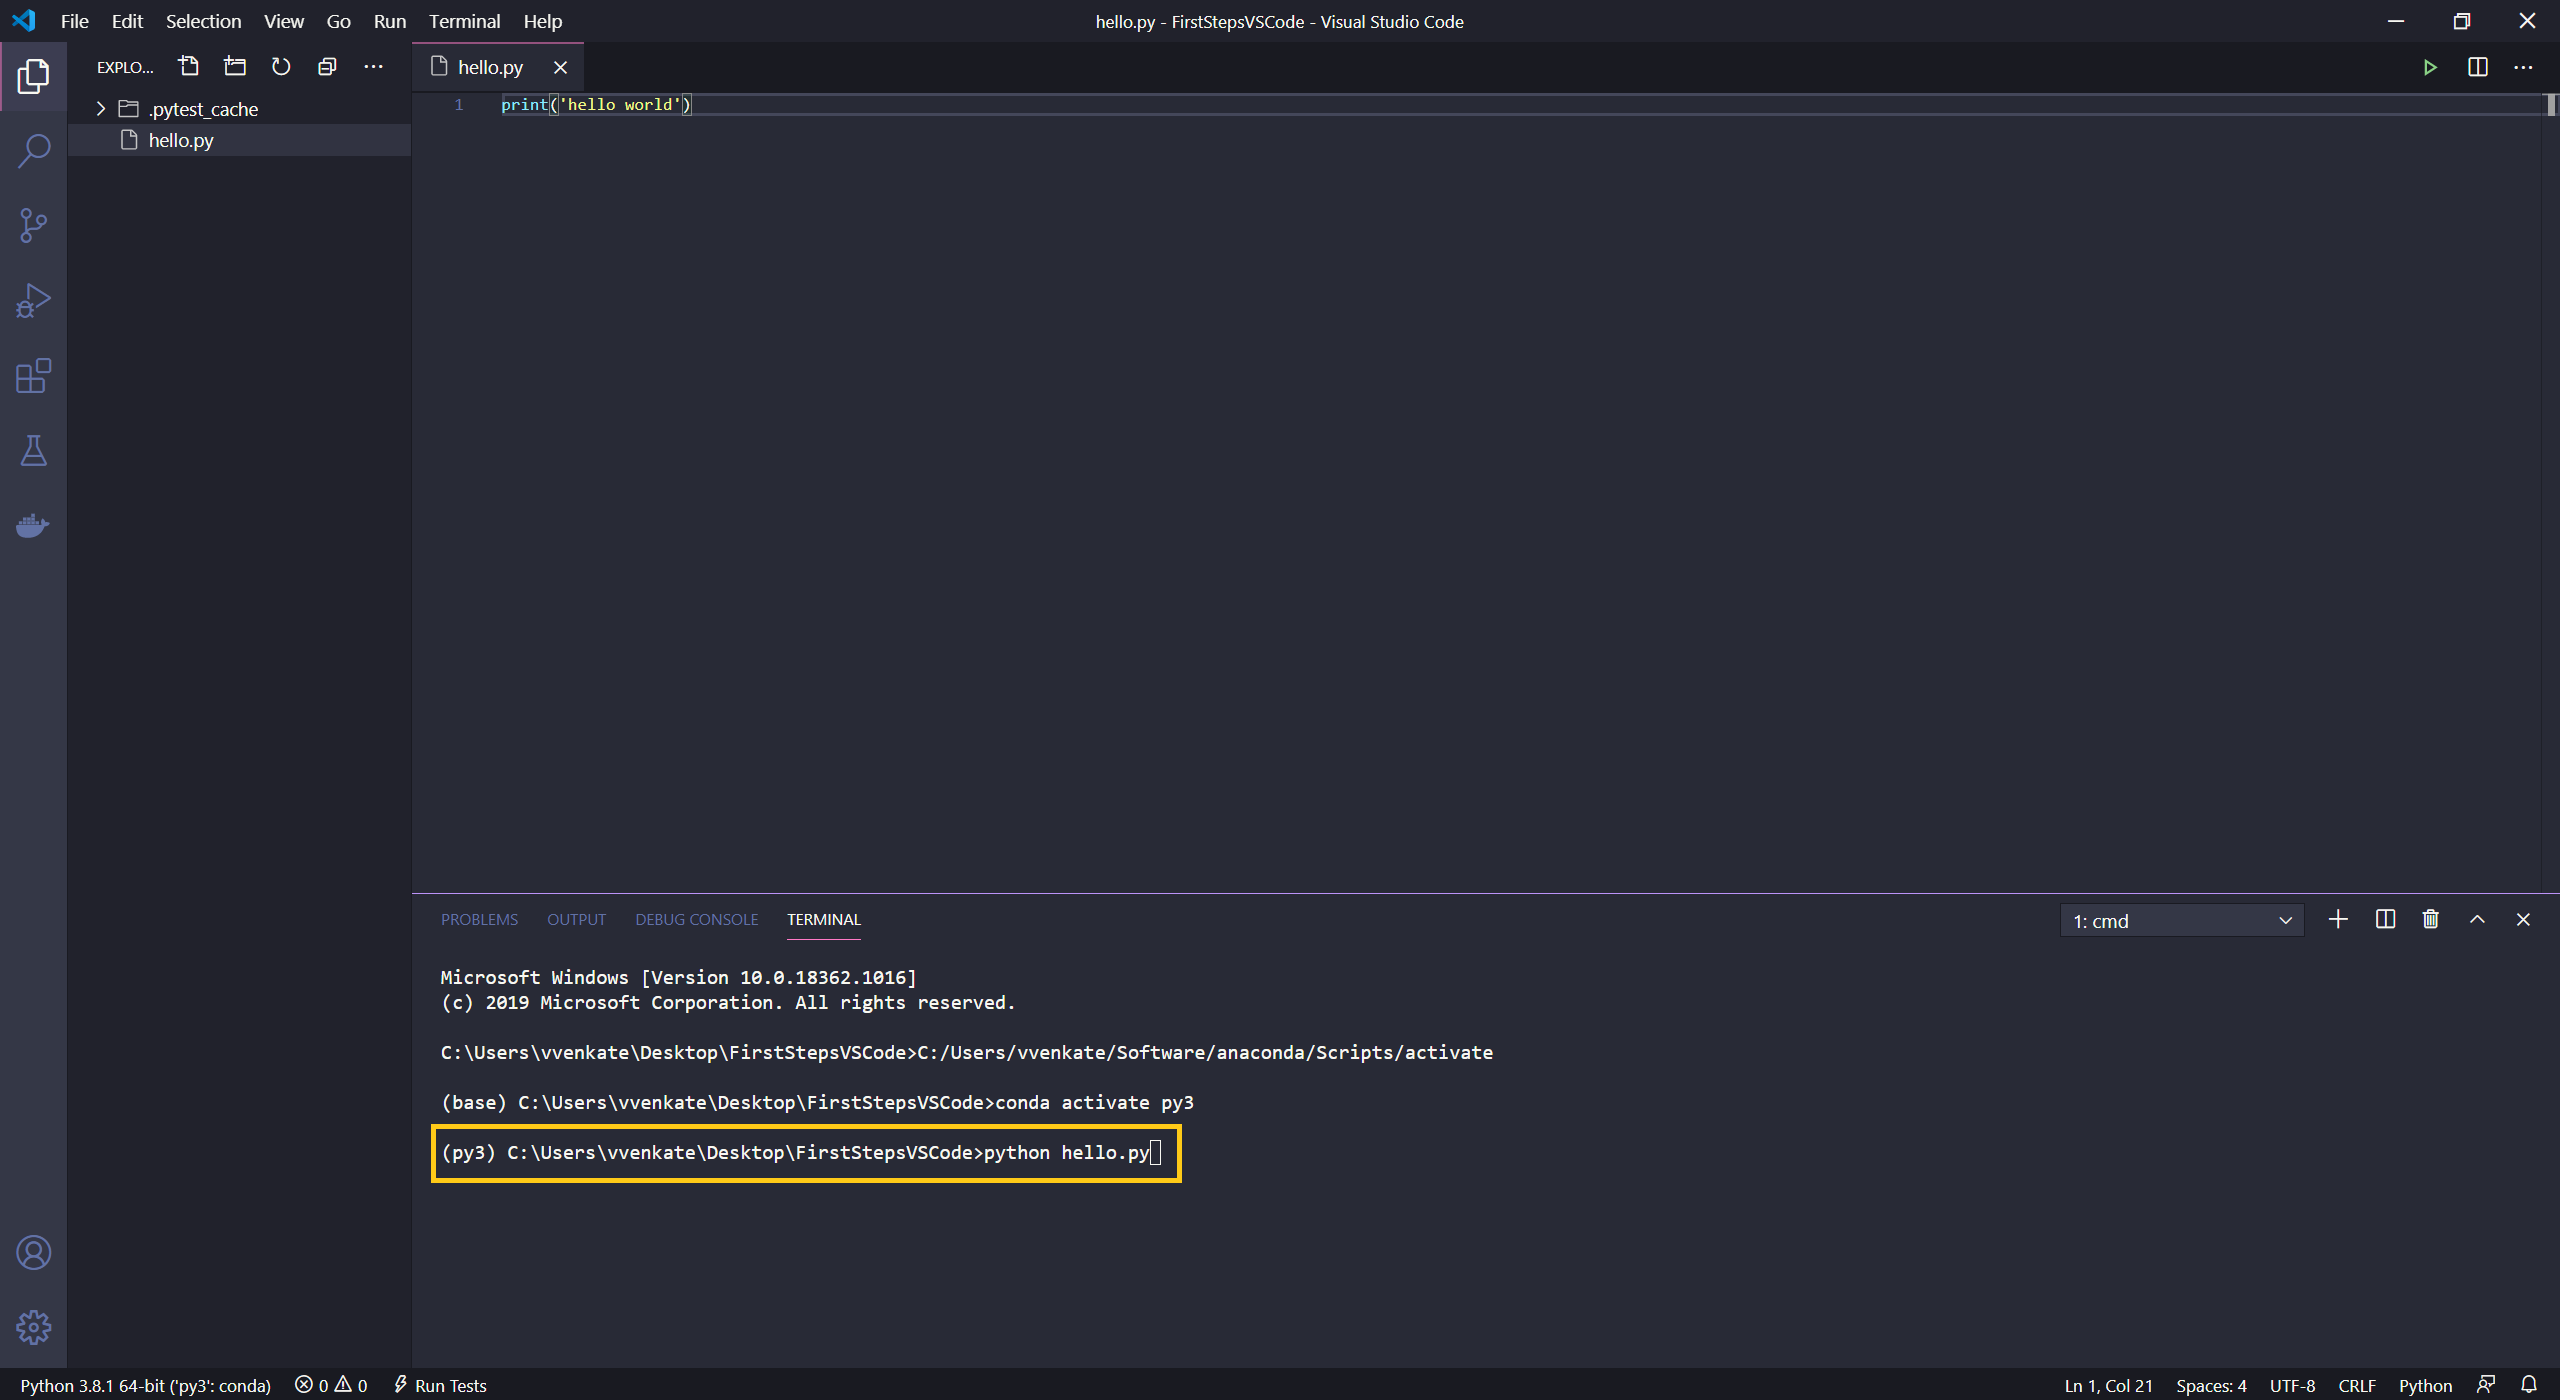 File Edit Selection View Go Run Terminal Help
hello.py - FirstStepsVSCode - Visual Studio Code
EXPLO...
hello.py
.pytest_cache
hello.py
1 print('hello world')
PROBLEMS OUTPUT DEBUG CONSOLE TERMINAL
1: cmd
Microsoft Windows [Version 10.0.18362.1016]
(c) 2019 Microsoft Corporation. All rights reserved.
C:\Users\vvenkate\Desktop\FirstStepsVSCode>C:/Users/vvenkate/Software/anaconda/Scripts/activate
(base) C:\Users\vvenkate\Desktop\FirstStepsVSCode>conda activate py3
(py3) C:\Users\vvenkate\Desktop\FirstStepsVSCode>python hello.py
Python 3.8.1 64-bit ('py3': conda) 0 0 Run Tests
Ln 1, Col 21 Spaces: 4 UTF-8 CRLF Python